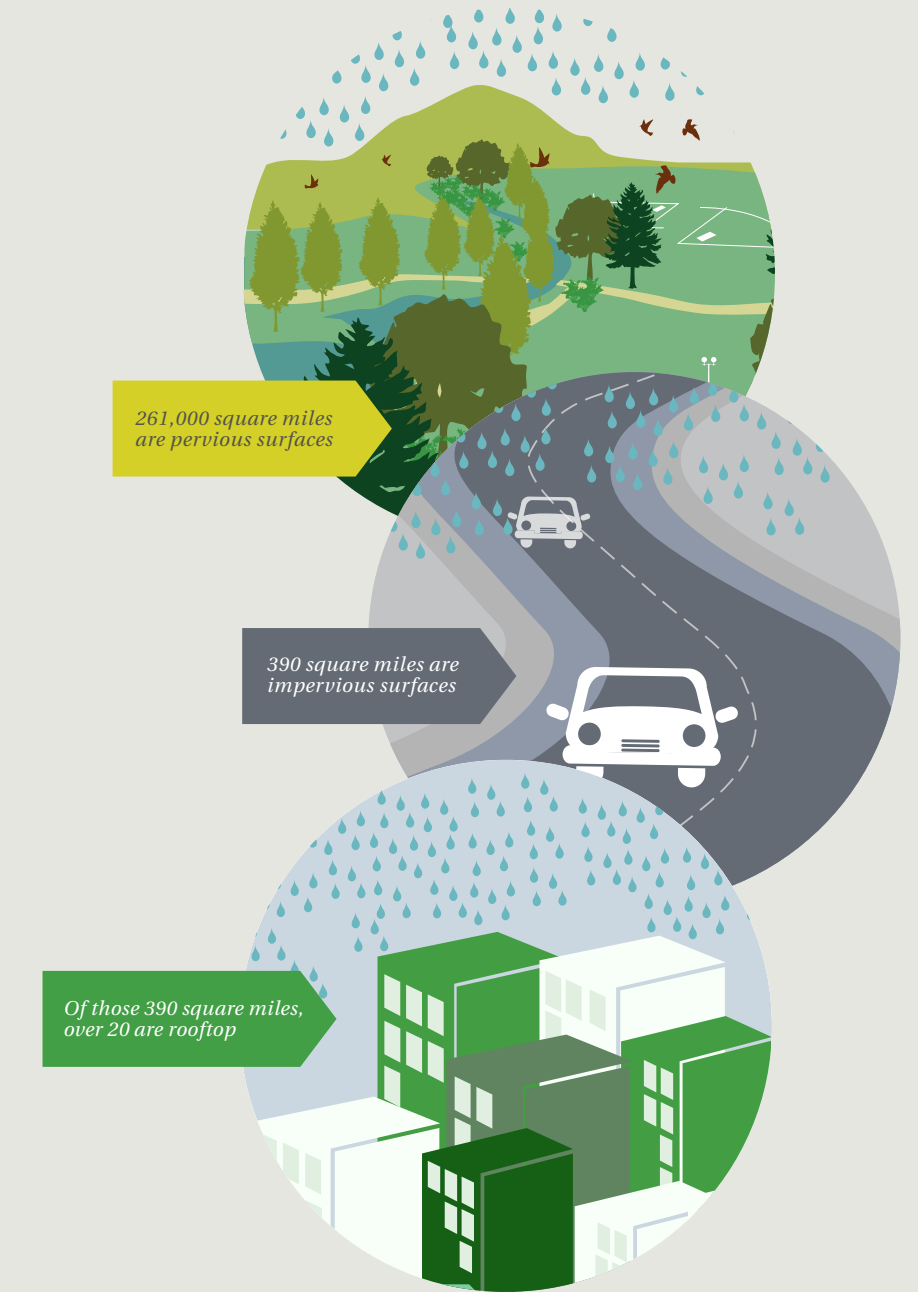 261,000 square miles
are pervious surfaces
390 square miles are
impervious surfaces
Of those 390 square miles,
over 20 are rooftop